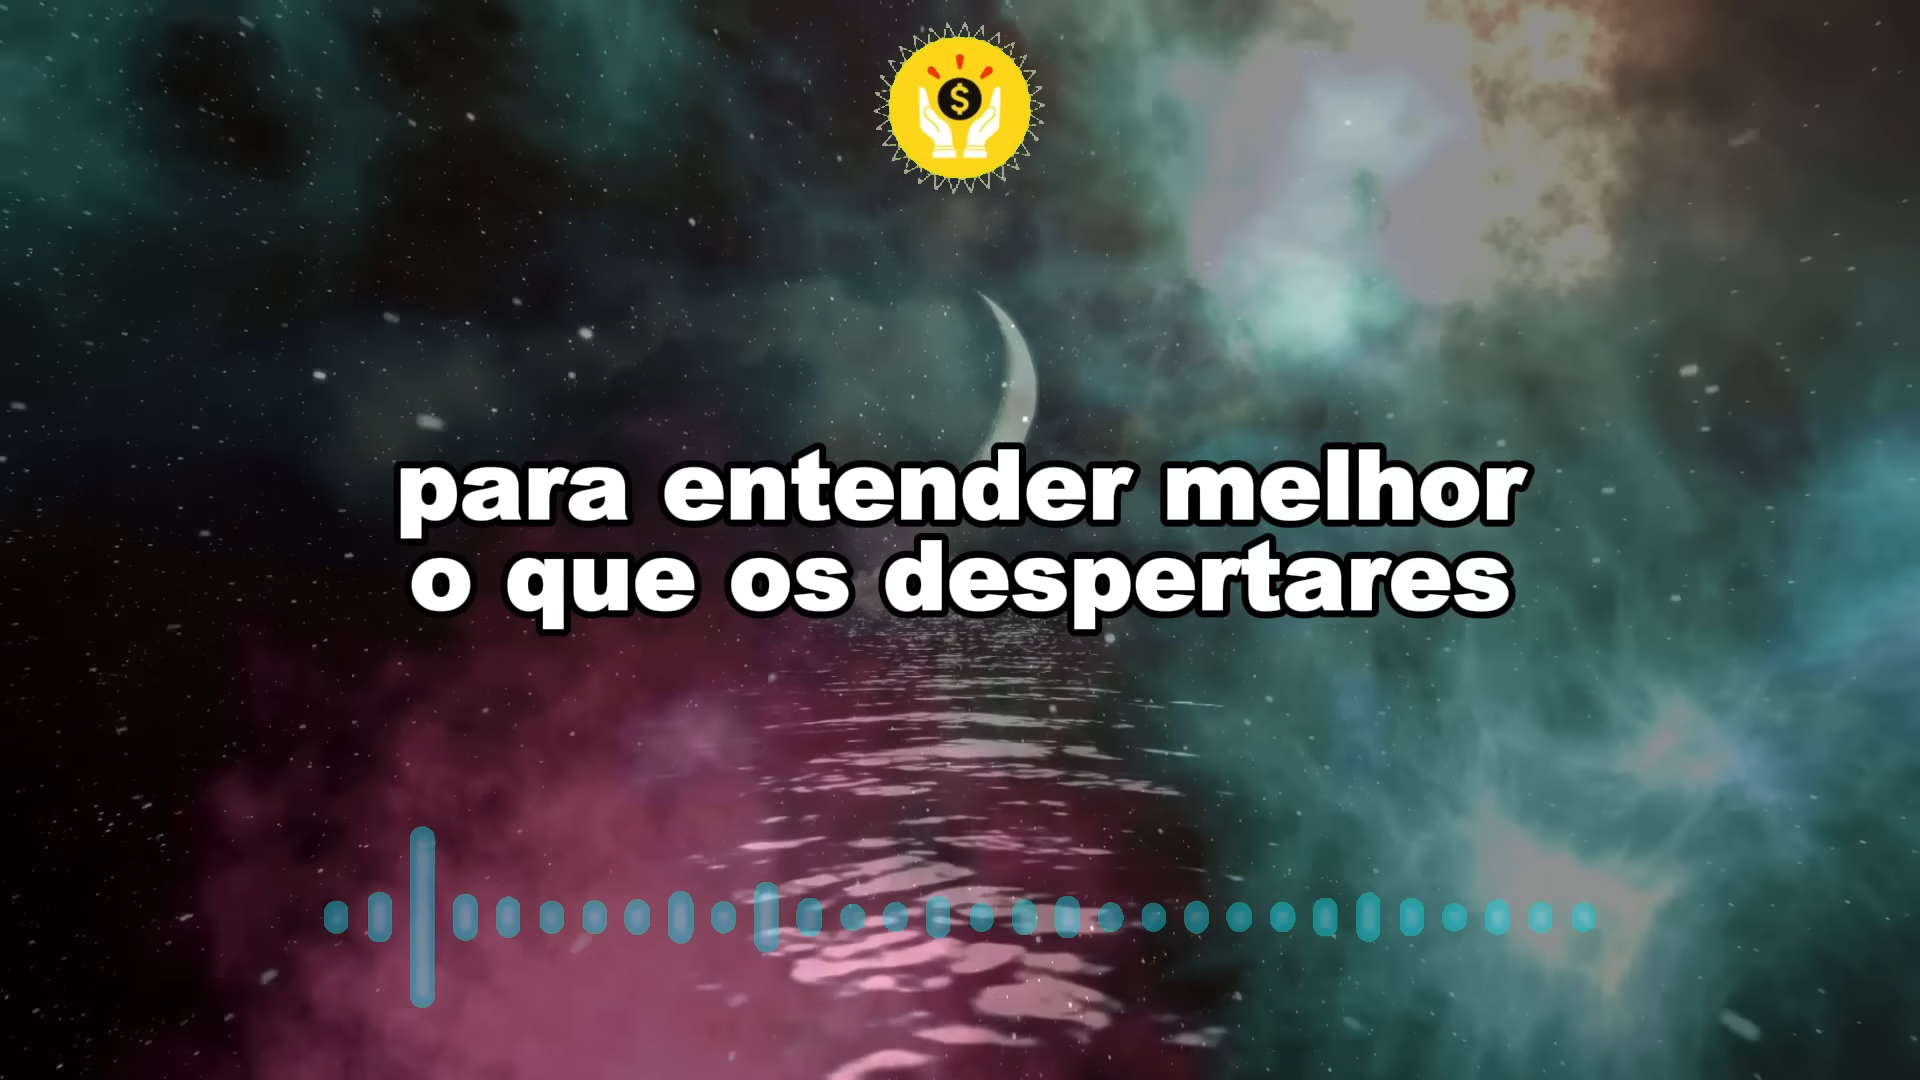 $
para entender melhor
o que os despertares